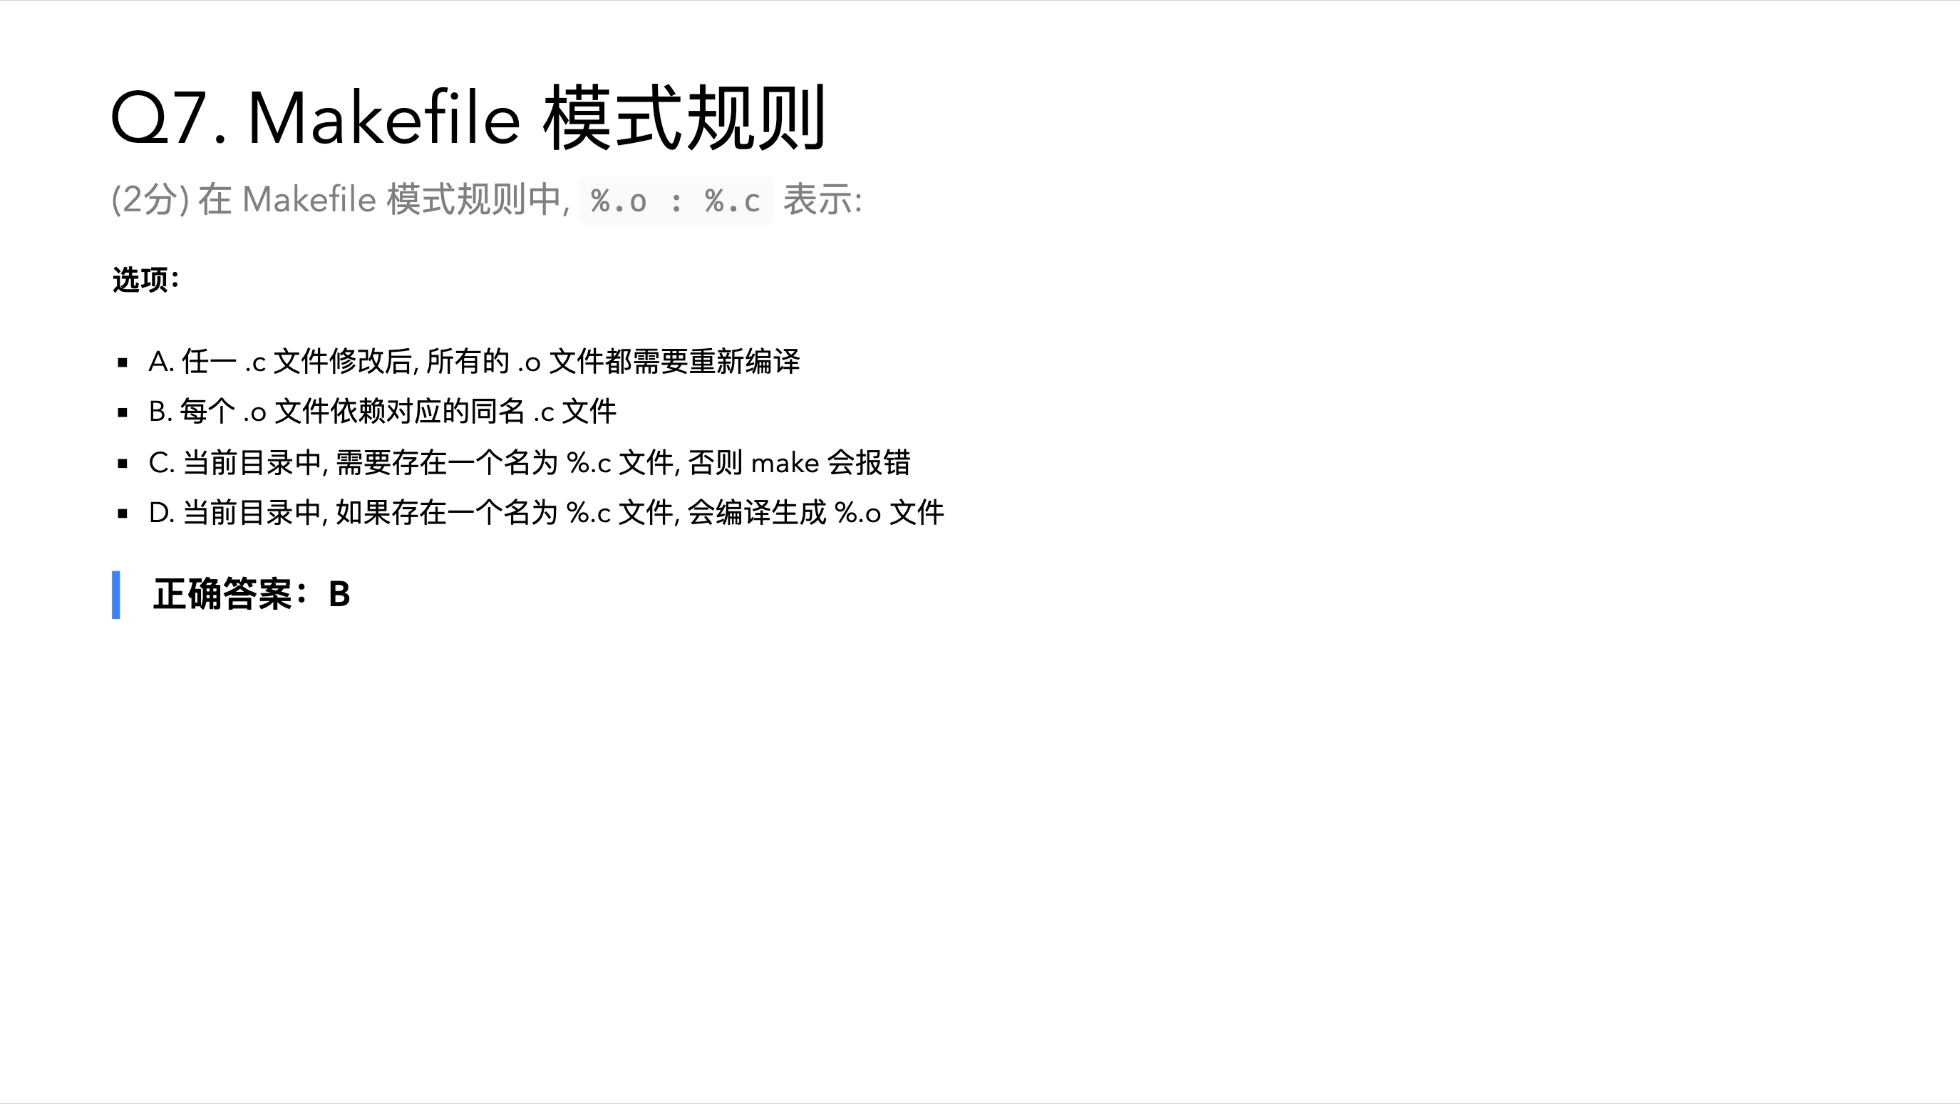 Q7. Makefile 模式规则
(2分) 在 Makefile 模式规则中, %.o : %.c 表示:
选项：
▪ A. 任一 .c 文件修改后, 所有的 .o 文件都需要重新编译
▪ B. 每个 .o 文件依赖对应的同名 .c 文件
▪ C. 当前目录中, 需要存在一个名为 %.c 文件, 否则 make 会报错
▪ D. 当前目录中, 如果存在一个名为 %.c 文件, 会编译生成 %.o 文件
正确答案：B